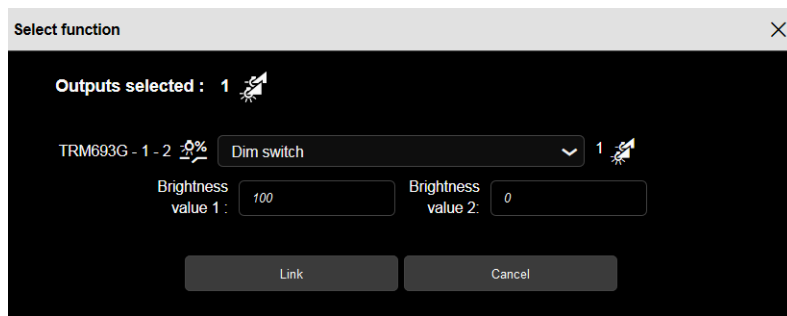 Select function
Outputs selected : 1
TRM693G - 1 - 2 % Dim switch 1
Brightness value 1 : 100 Brightness value 2: 0
Link Cancel